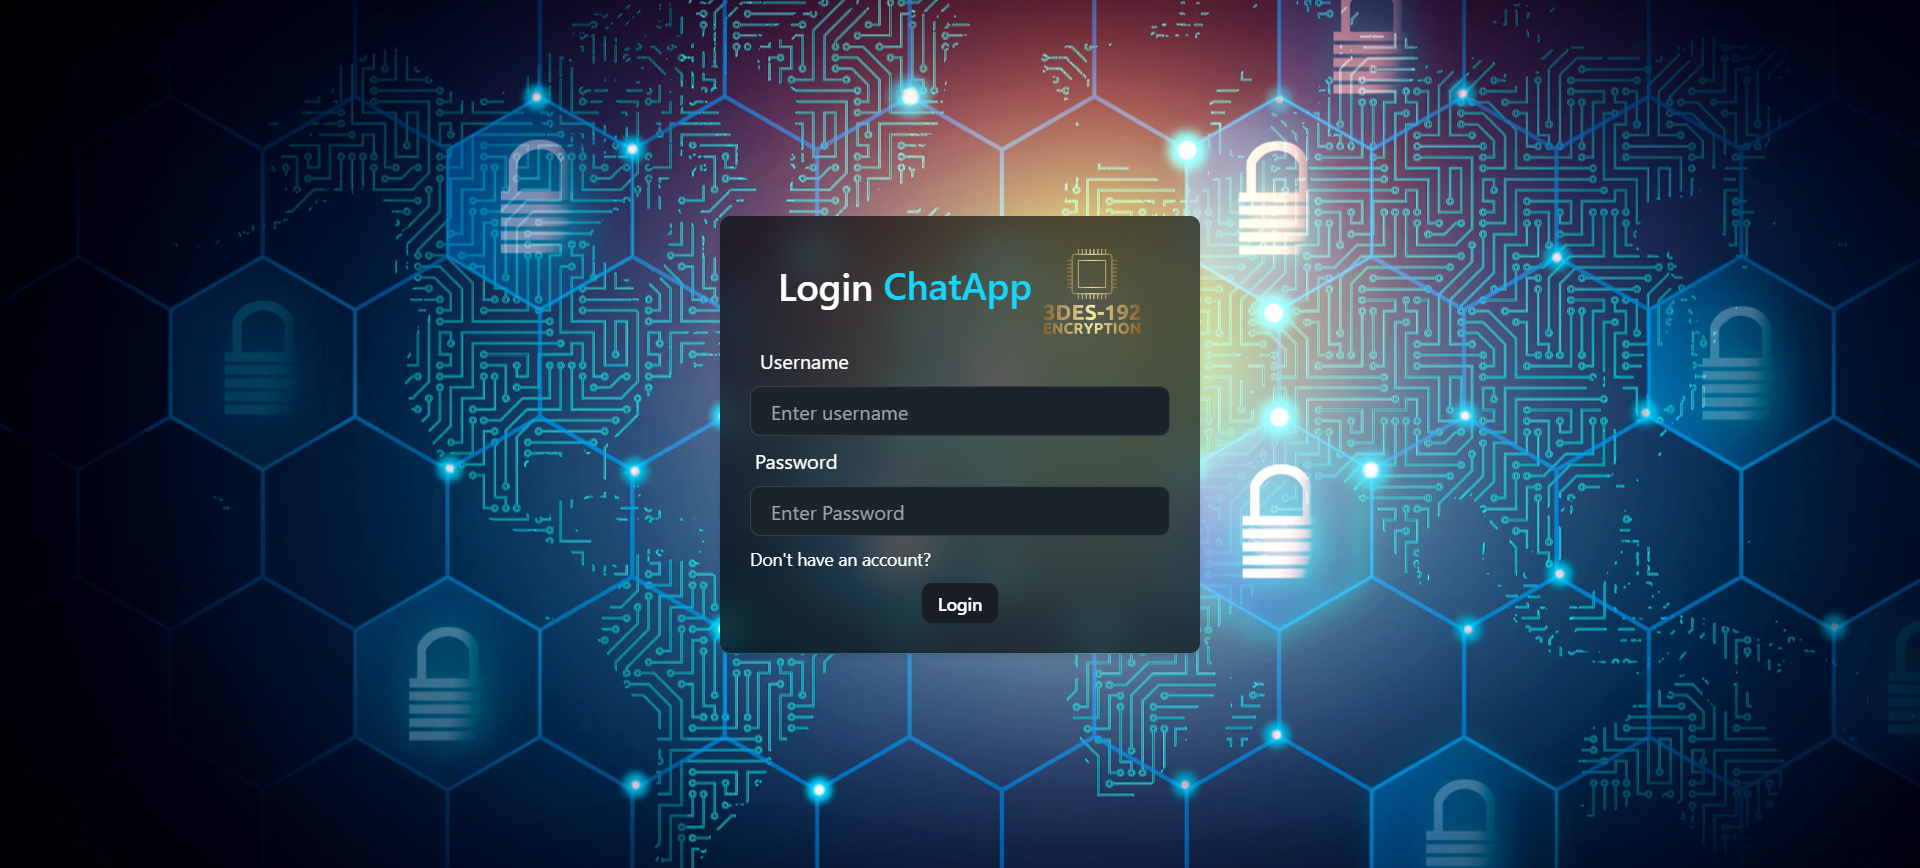 Login ChatApp
3DES-192
ENCRYPTION
Username
Enter username
Password
Enter Password
Don't have an account?
Login